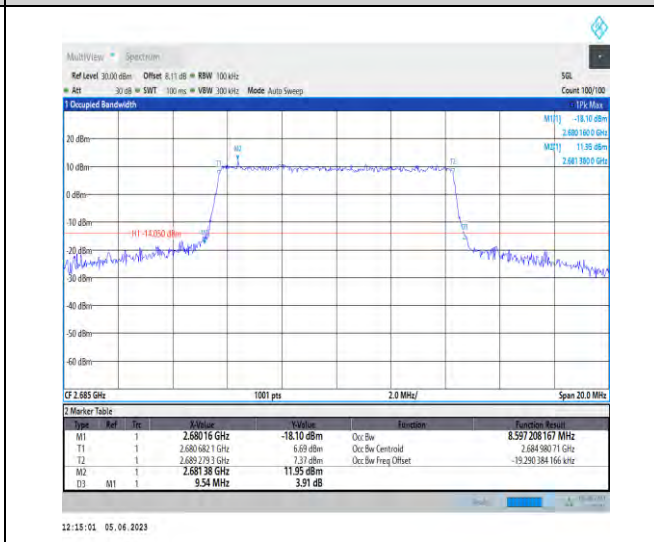 MultiView Spectrum
Ref Level 30.00 dBm Offset 8.11 dB RBW 100 kHz SGL
Att 30 dB SWT 100 ms VBW 300 kHz Mode Auto Sweep Count 100/100
1 Occupied Bandwidth 1Pk Max
M1[1] -18.10 dBm
2.680 160 0 GHz
M2[1] 11.95 dBm
2.681 380 0 GHz
20 dBm
M2
T1 T2
10 dBm
0 dBm
-10 dBm
H1 -14.050 dBm
-20 dBm
-30 dBm
-40 dBm
-50 dBm
-60 dBm
CF 2.685 GHz 1001 pts 2.0 MHz/ Span 20.0 MHz
2 Marker Table
Type Ref Trc X-Value Y-Value Function Function Result
M1 1 2.680 16 GHz -18.10 dBm Occ Bw 8.597 208 167 MHz
T1 1 2.680 682 1 GHz 6.69 dBm Occ Bw Centroid 2.684 980 71 GHz
T2 1 2.689 279 3 GHz 7.37 dBm Occ Bw Freq Offset -19.290 384 166 kHz
M2 1 2.681 38 GHz 11.95 dBm
D3 M1 1 9.54 MHz 3.91 dB
12:15:01 05.06.2023